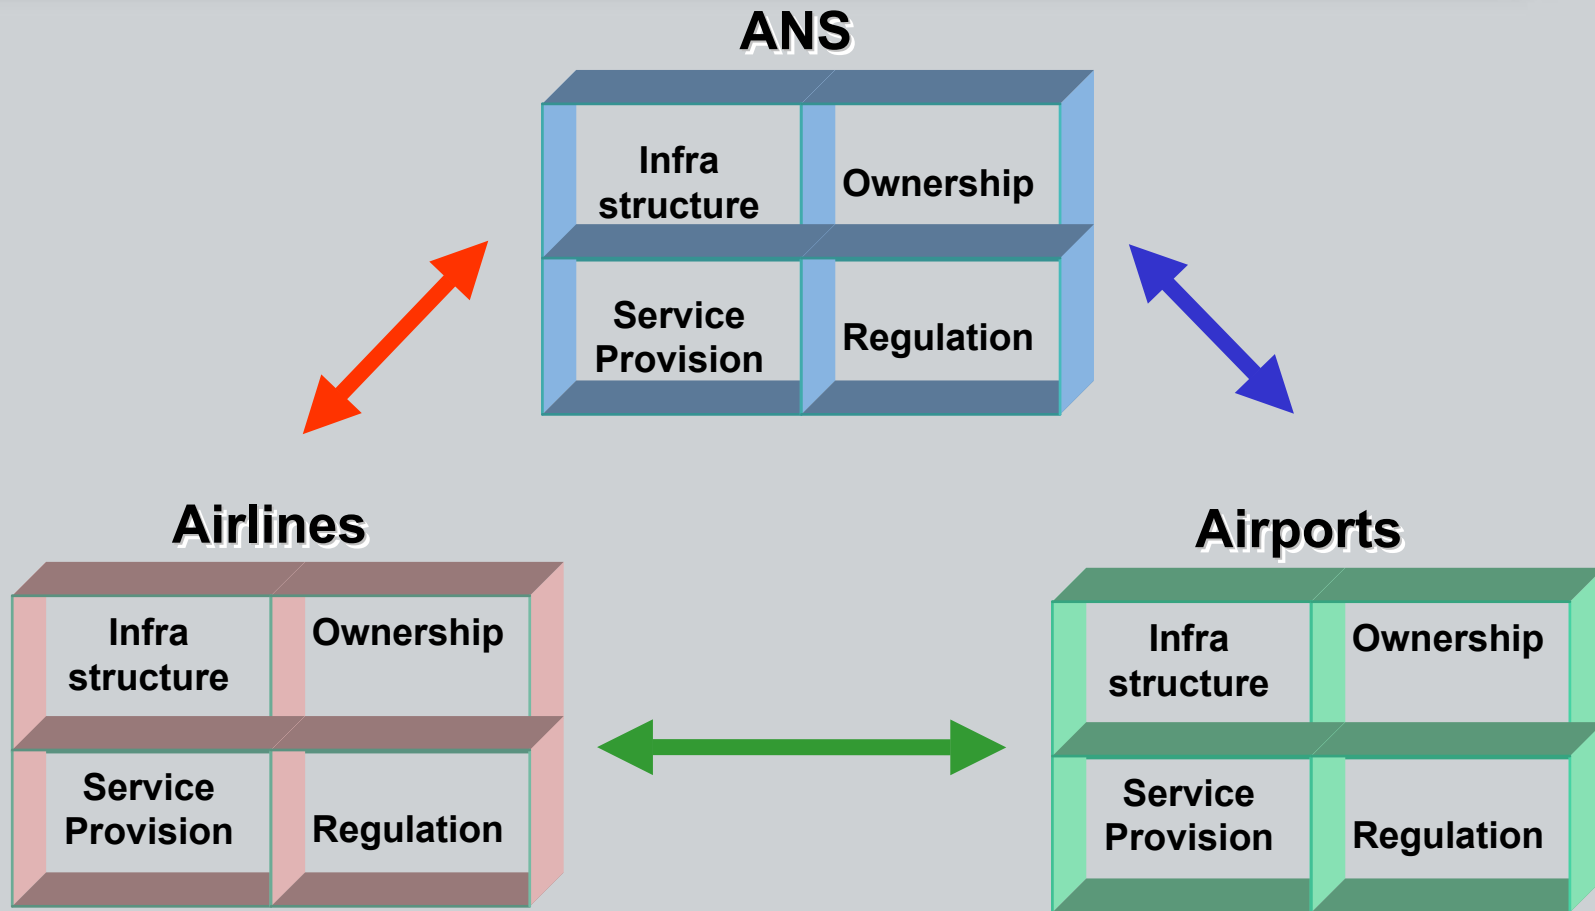 ANS
Infra
structure
Ownership
Service
Provision
Regulation
Airlines
Infra
structure
Ownership
Service
Provision
Regulation
Airports
Infra
structure
Ownership
Service
Provision
Regulation